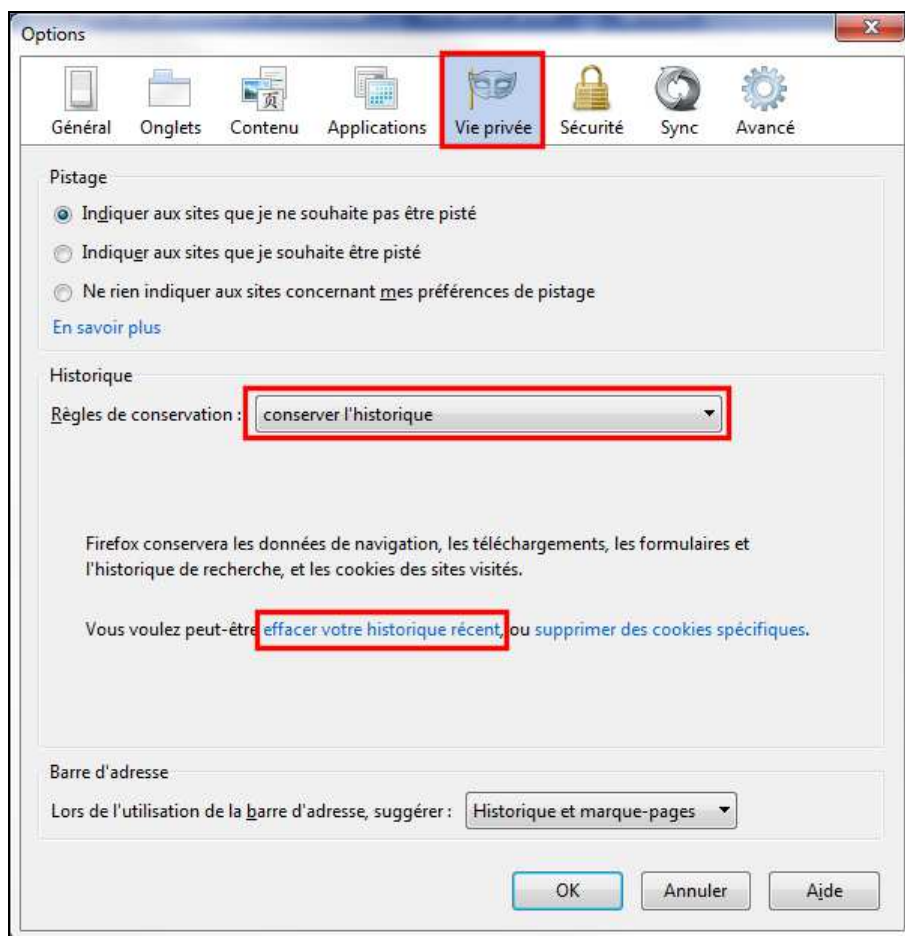 Options
X
页
Général Onglets Contenu Applications Vie privée Sécurité Sync Avancé
Pistage
Indiquer aux sites que je ne souhaite pas être pisté
Indiquer aux sites que je souhaite être pisté
Ne rien indiquer aux sites concernant mes préférences de pistage
En savoir plus
Historique
Règles de conservation : conserver l'historique
Firefox conservera les données de navigation, les téléchargements, les formulaires et
l'historique de recherche, et les cookies des sites visités.
Vous voulez peut-être effacer votre historique récent, ou supprimer des cookies spécifiques.
Barre d'adresse
Lors de l'utilisation de la barre d'adresse, suggérer : Historique et marque-pages
OK Annuler Aide